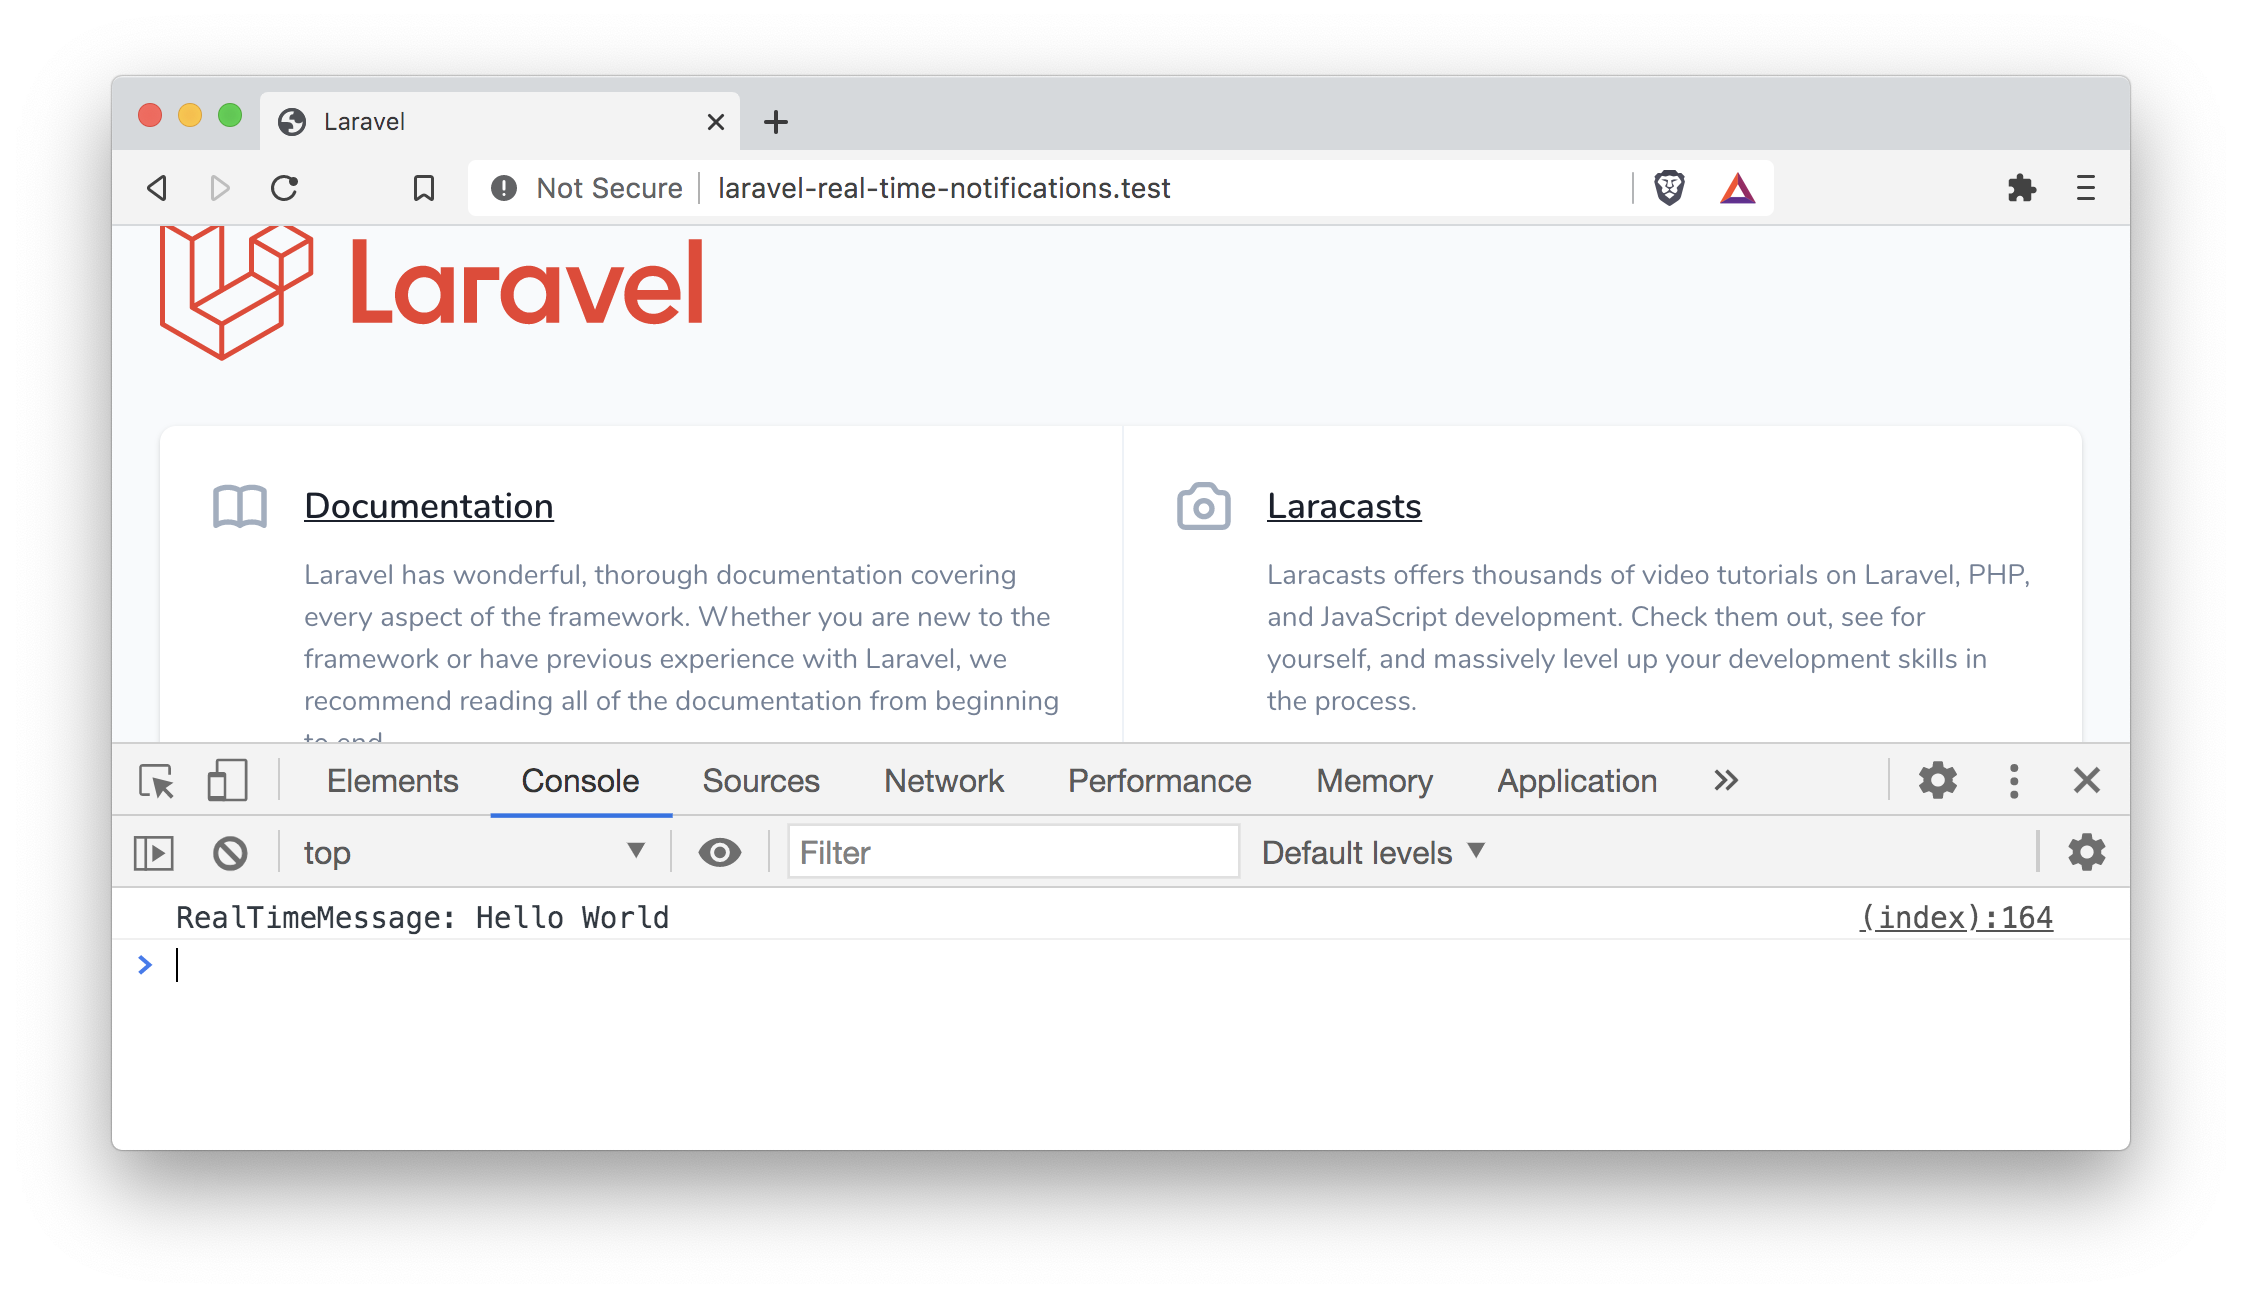 Laravel
Not Secure laravel-real-time-notifications.test
Laravel
Documentation
Laravel has wonderful, thorough documentation covering
every aspect of the framework. Whether you are new to the
framework or have previous experience with Laravel, we
recommend reading all of the documentation from beginning
to end
Laracasts
Laracasts offers thousands of video tutorials on Laravel, PHP,
and JavaScript development. Check them out, see for
yourself, and massively level up your development skills in
the process.
Elements Console Sources Network Performance Memory Application »
top Filter Default levels
RealTimeMessage: Hello World (index):164
>